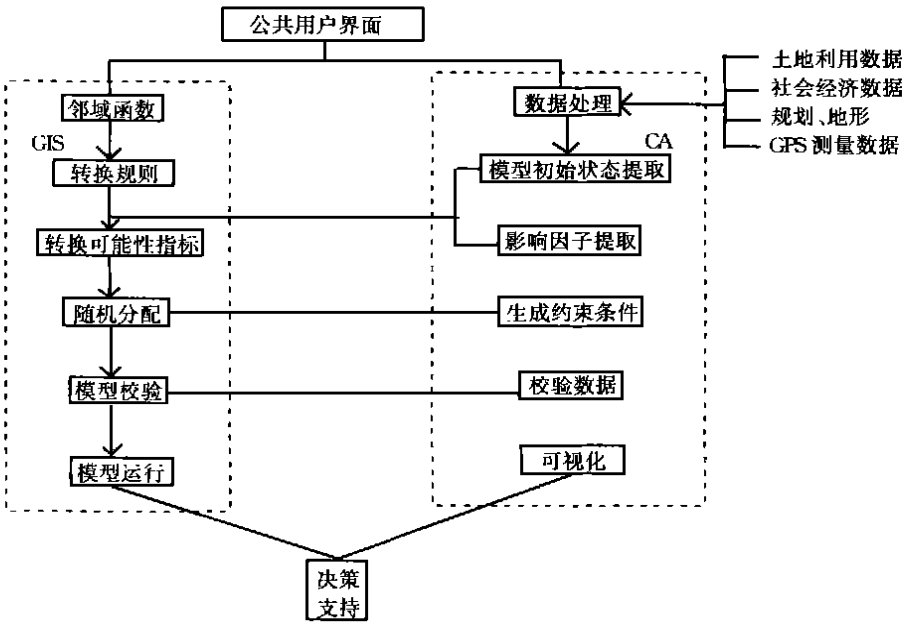 公共用户界面
邻域函数
GIS
转换规则
转换可能性指标
随机分配
模型校验
模型运行
数据处理
CA
模型初始状态提取
影响因子提取
生成约束条件
校验数据
可视化
土地利用数据
社会经济数据
规划、地形
GPS 测量数据
决策
支持